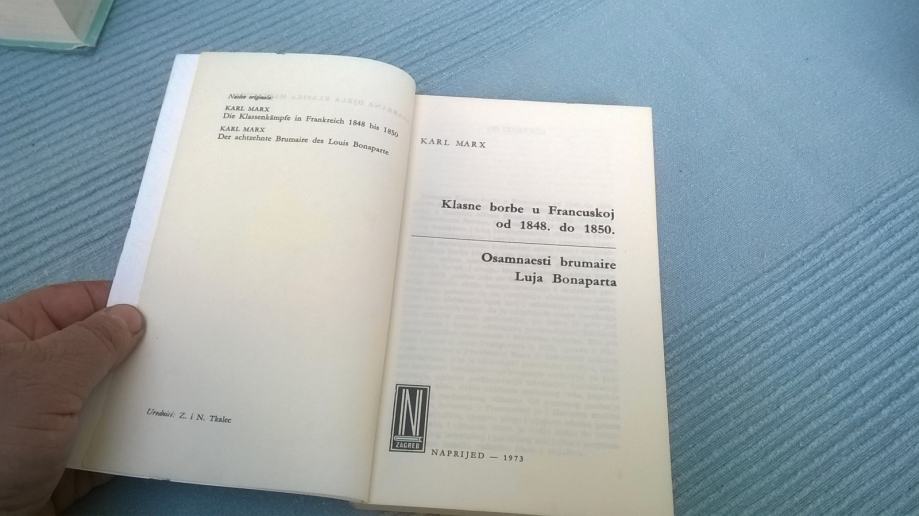 Naslov originala:
KARL MARX
Die Klassenkämpfe in Frankreich 1848 bis 1850
KARL MARX
Der achtzehnte Brumaire des Louis Bonaparte
Urednici: Z. i N. Tkalec
KARL MARX
Klasne borbe u Francuskoj
od 1848. do 1850.
Osamnaesti brumaire
Luja Bonaparta
ZAGREB
NAPRIJED — 1973